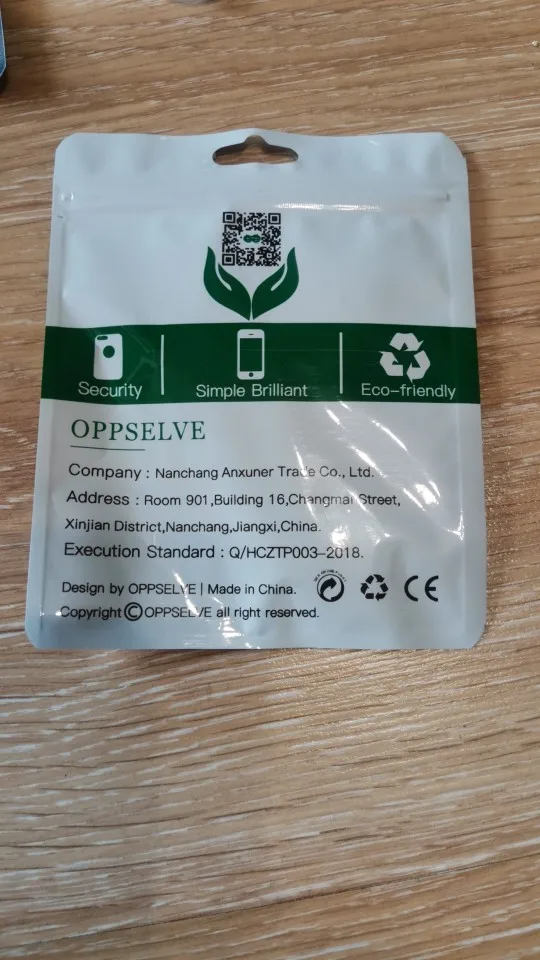 Security
Simple Brilliant
Eco-friendly
OPPSELVE
Company : Nanchang Anxuner Trade Co., Ltd.
Address : Room 901,Building 16,Changmai Street,
Xinjian District,Nanchang,Jiangxi,China.
Execution Standard : Q/HCZTP003-2018.
Design by OPPSELVE | Made in China.
CE
Copyright © OPPSELVE all right reserved.